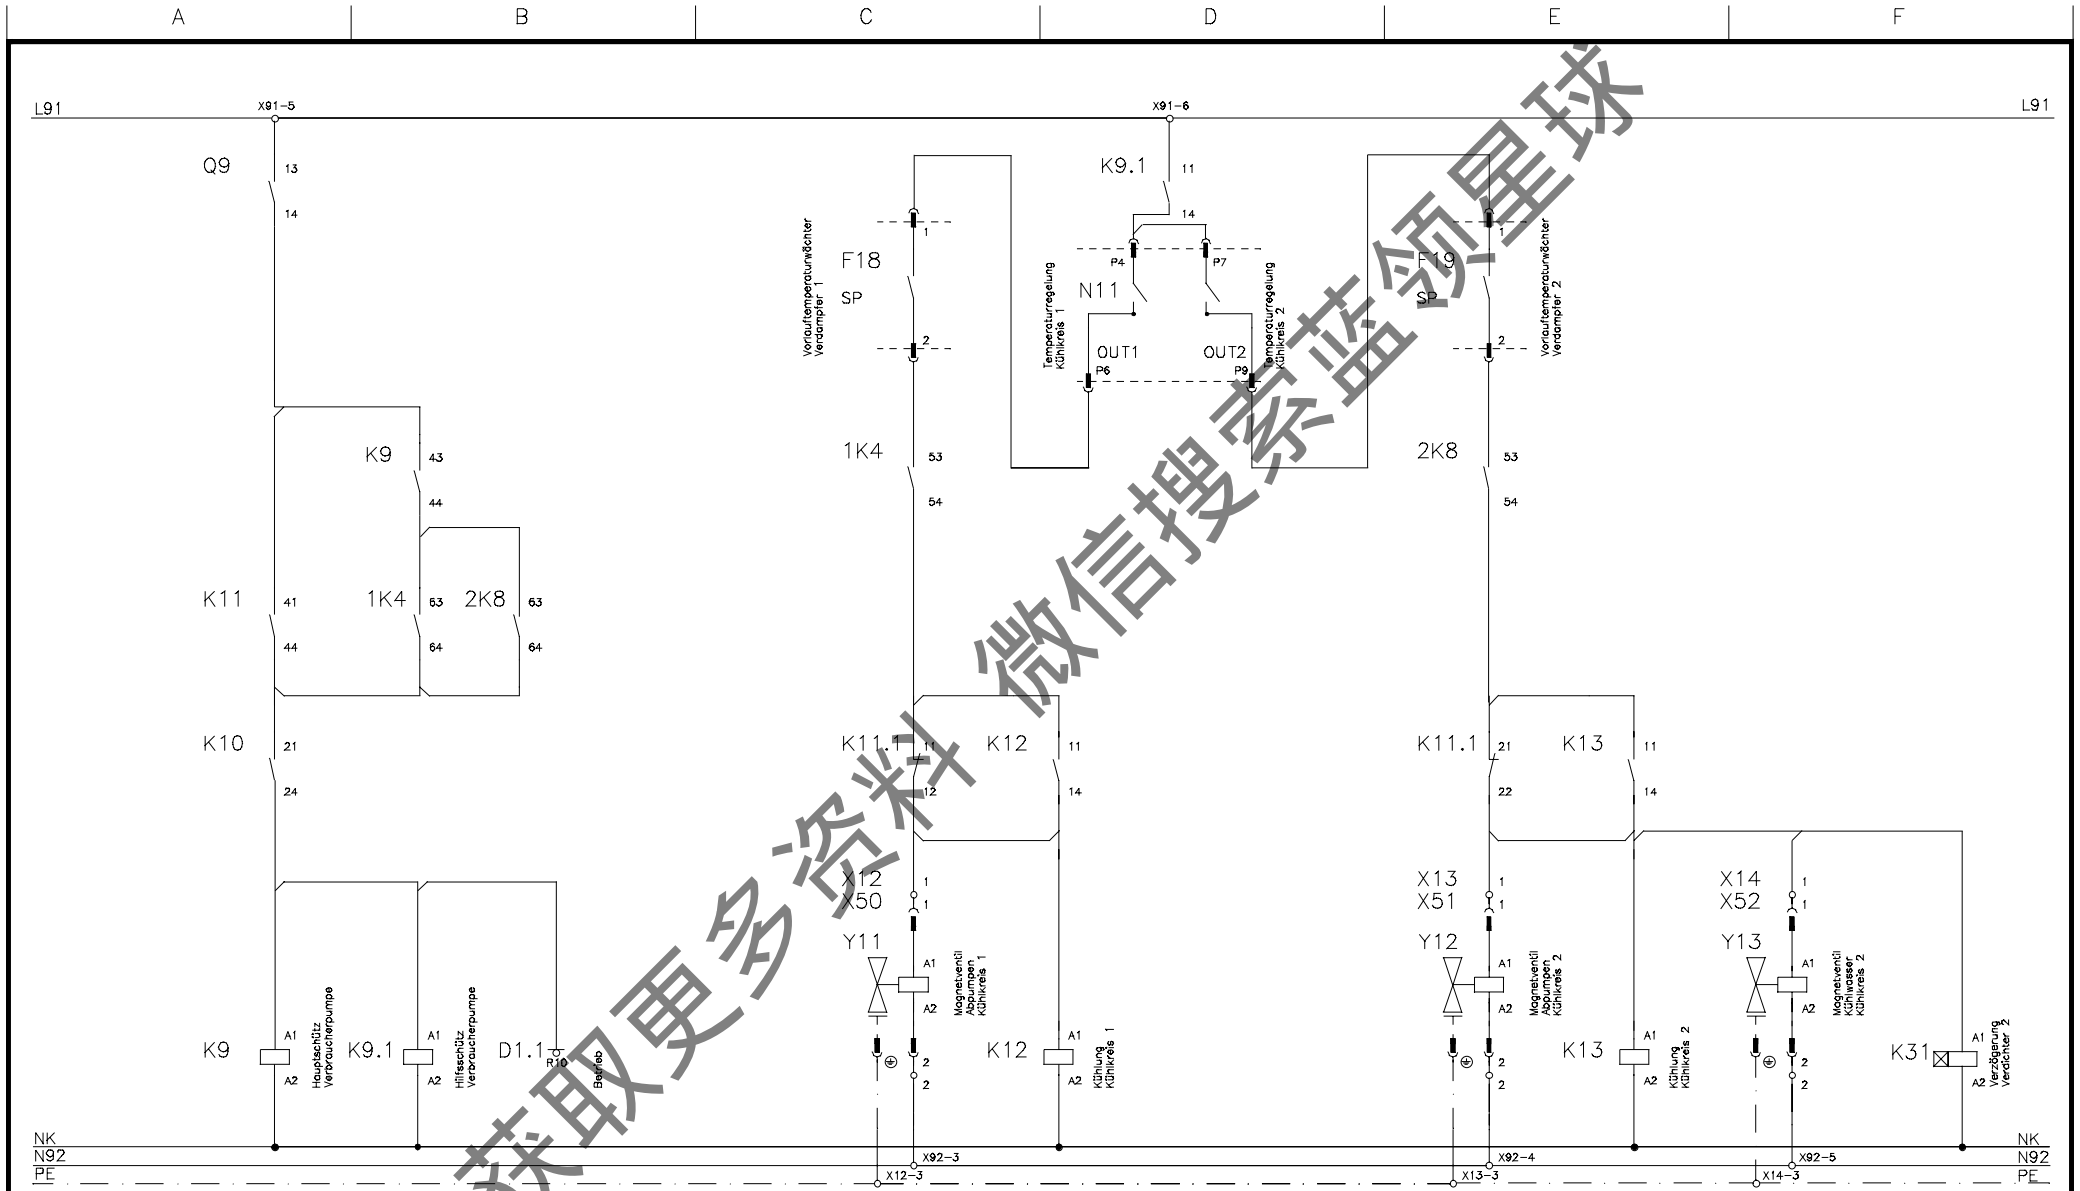 A B C D E F
L91 X91-5 X91-6 L91
Q9 13
14
K9.1 11
14
Vorlauftemperaturwächter
Verdampfer 1
1
F18
SP
2
Temperaturregelung
Kühlkreis 1
P4 P7
N11
OUT1 OUT2
P6 P9
Temperaturregelung
Kühlkreis 2
1
F19
SP
2
Vorlauftemperaturwächter
Verdampfer 2
K9 43
44
1K4 53
54
2K8 53
54
K11 41
44
1K4 63
64
2K8 63
64
K10 21
24
K11.1 11
12
K12 11
14
K11.1 21
22
K13 11
14
X12 1
X50 1
X13 1
X51 1
X14 1
X52 1
Y11 A1
A2
Magnetventil
Abpumpen
Kühlkreis 1
Y12 A1
A2
Magnetventil
Abpumpen
Kühlkreis 2
Y13 A1
A2
Magnetventil
Kühlwasser
Kühlkreis 2
K9 A1
A2
Hauptschütz
Verbraucherpumpe
K9.1 A1
A2
Hilfsschütz
Verbraucherpumpe
D1.1
R10
Betrieb
2
2
K12 A1
A2
Kühlung
Kühlkreis 1
2
2
K13 A1
A2
Kühlung
Kühlkreis 2
2
2
K31 A1
A2
Verzögerung
Verdichter 2
NK NK
N92 X92-3 X92-4 X92-5 N92
PE X12-3 X13-3 X14-3 PE
获取更多资料 微信搜索蓝领星球